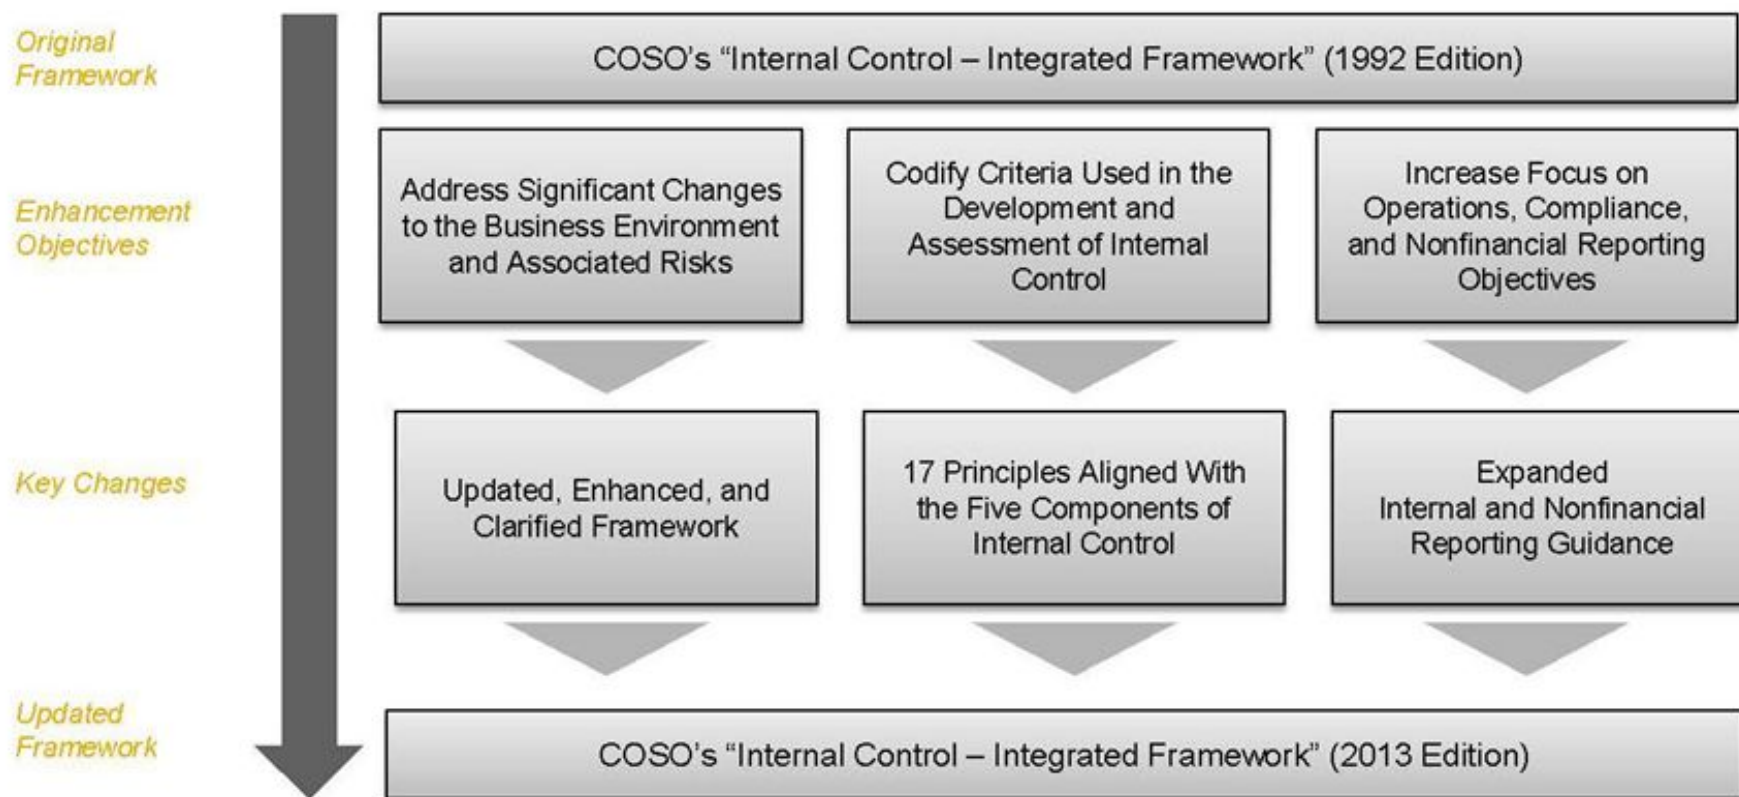 Original
Framework
COSO's “Internal Control – Integrated Framework” (1992 Edition)
Enhancement
Objectives
Address Significant Changes
to the Business Environment
and Associated Risks
Codify Criteria Used in the
Development and
Assessment of Internal
Control
Increase Focus on
Operations, Compliance,
and Nonfinancial Reporting
Objectives
Key Changes
Updated, Enhanced, and
Clarified Framework
17 Principles Aligned With
the Five Components of
Internal Control
Expanded
Internal and Nonfinancial
Reporting Guidance
Updated
Framework
COSO's “Internal Control – Integrated Framework” (2013 Edition)